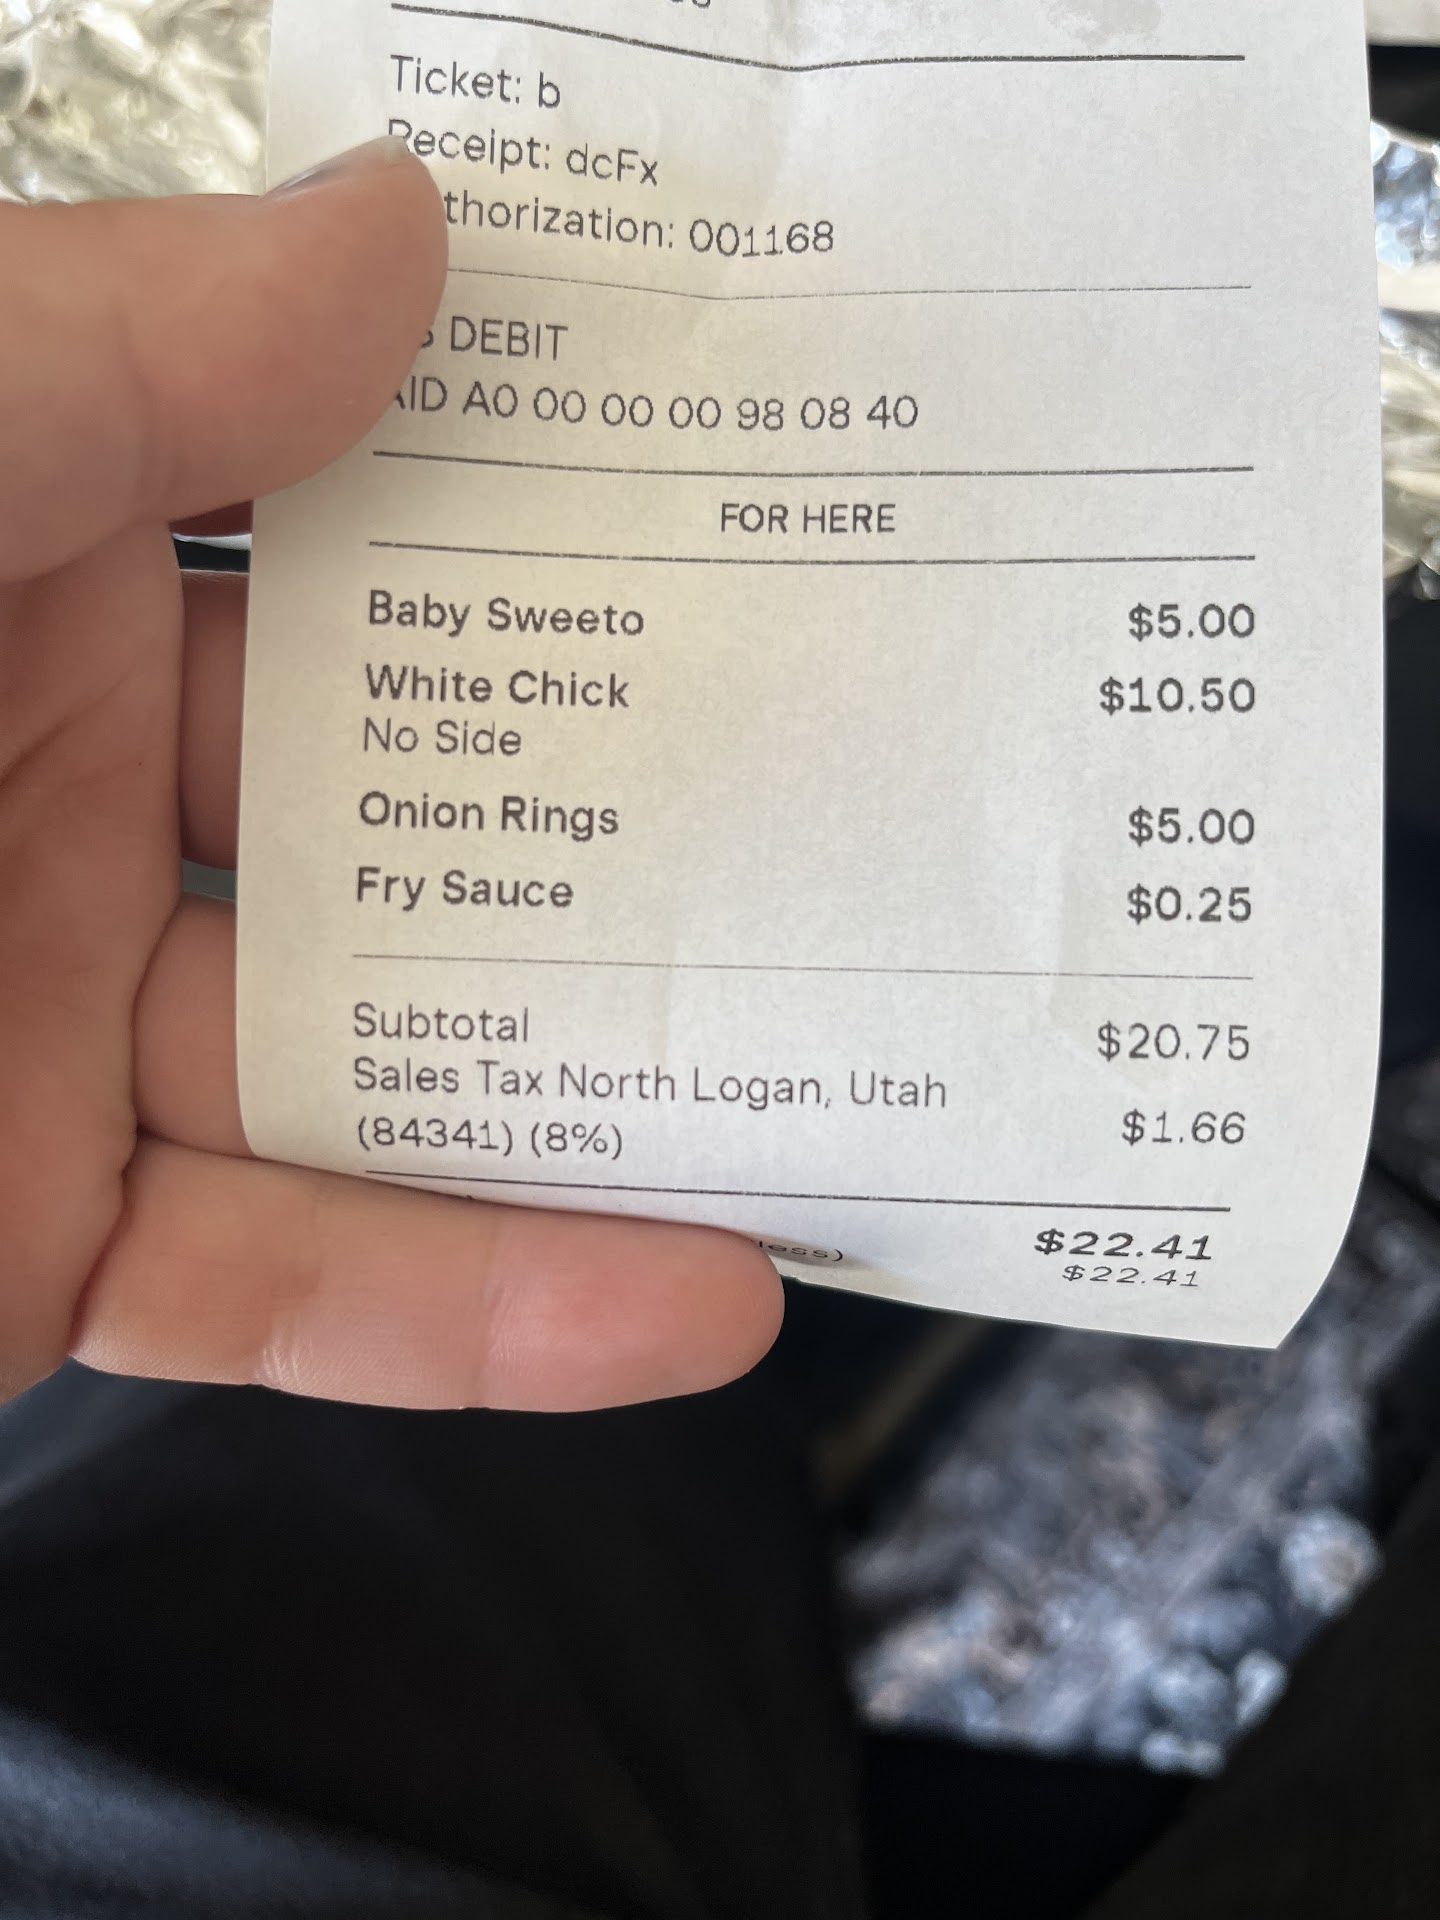 Ticket: b
Receipt: dcFx
thorization: 001168
DEBIT
AID A0 00 00 00 98 08 40
FOR HERE
Baby Sweeto $5.00
White Chick $10.50
No Side
Onion Rings $5.00
Fry Sauce $0.25
Subtotal $20.75
Sales Tax North Logan, Utah
(84341) (8%) $1.66
$22.41
$22.41